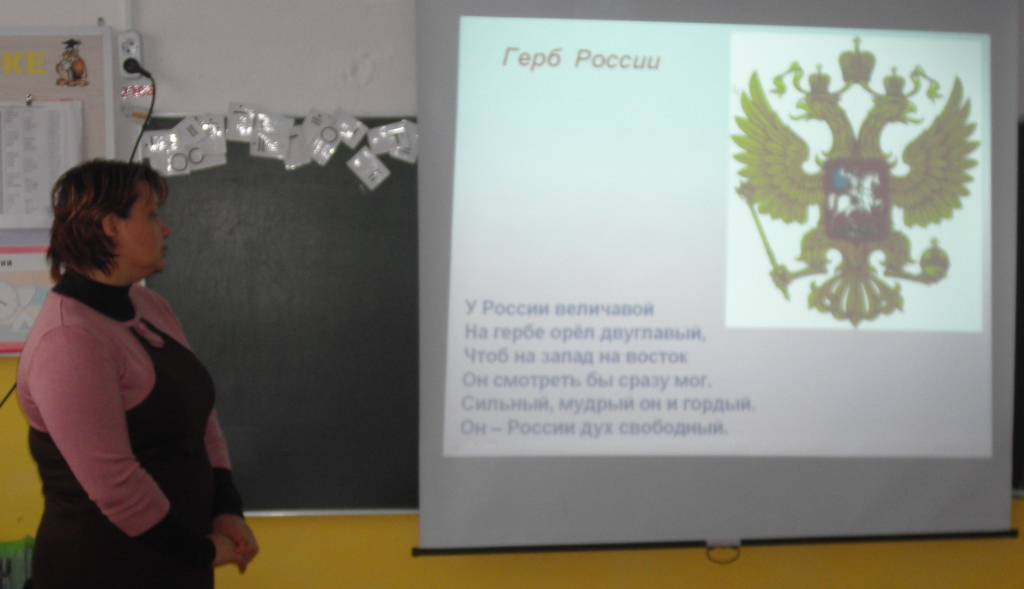 КЕ
Герб России
У России величавой
На гербе орёл двуглавый,
Чтоб на запад на восток
Он смотреть бы сразу мог.
Сильный, мудрый он и гордый.
Он – России дух свободный.